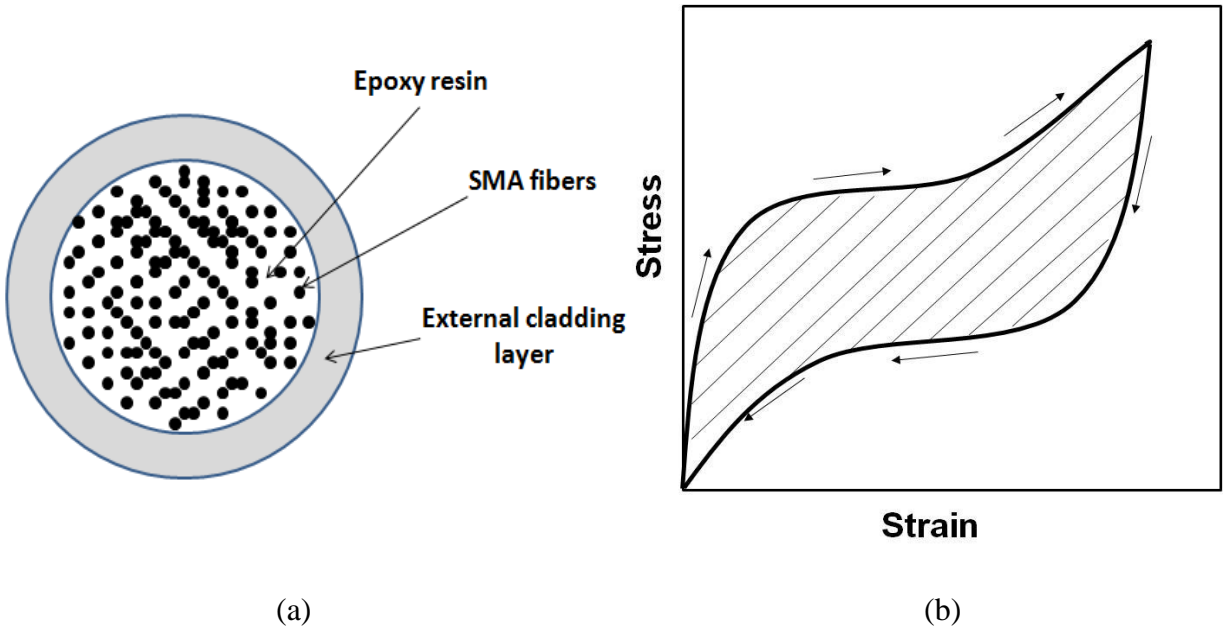 Epoxy resin
SMA fibers
External cladding
layer
Stress
Strain
(a)
(b)